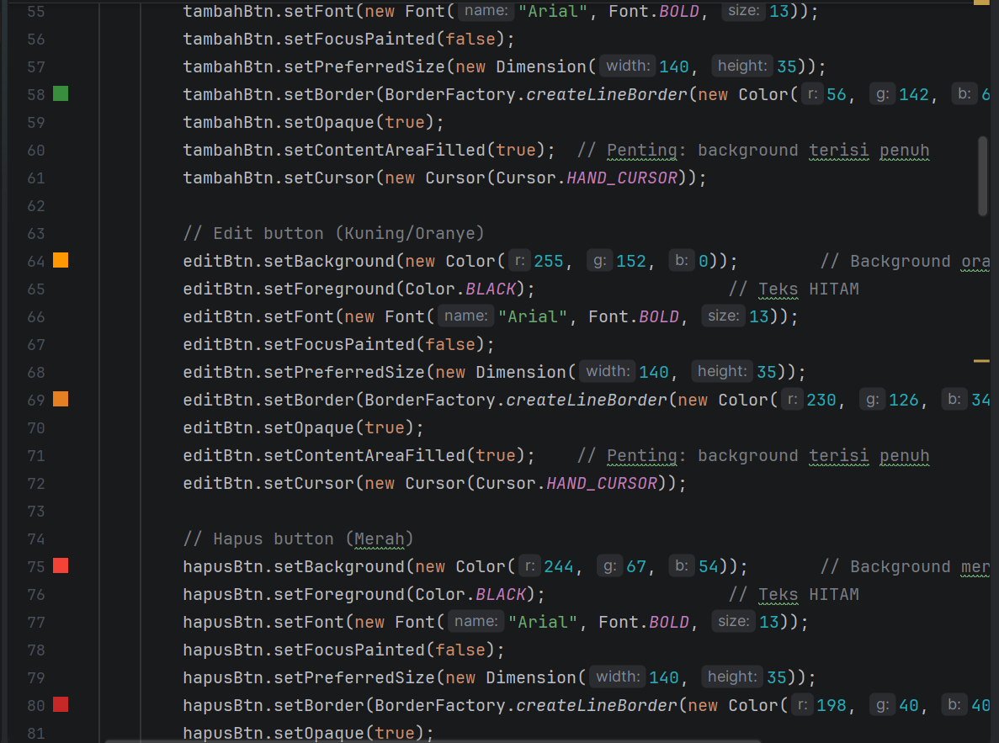 55 tambahBtn.setFont(new Font( name: "Arial", Font.BOLD, size: 13));
56 tambahBtn.setFocusPainted(false);
57 tambahBtn.setPreferredSize(new Dimension( width: 140, height: 35));
58 tambahBtn.setBorder(BorderFactory.createLineBorder(new Color( r: 56, g: 142, b: 6
59 tambahBtn.setOpaque(true);
60 tambahBtn.setContentAreaFilled(true); // Penting: background terisi penuh
61 tambahBtn.setCursor(new Cursor(Cursor.HAND_CURSOR));
62
63 // Edit button (Kuning/Oranye)
64 editBtn.setBackground(new Color( r: 255, g: 152, b: 0)); // Background ora
65 editBtn.setForeground(Color.BLACK); // Teks HITAM
66 editBtn.setFont(new Font( name: "Arial", Font.BOLD, size: 13));
67 editBtn.setFocusPainted(false);
68 editBtn.setPreferredSize(new Dimension( width: 140, height: 35));
69 editBtn.setBorder(BorderFactory.createLineBorder(new Color( r: 230, g: 126, b: 34
70 editBtn.setOpaque(true);
71 editBtn.setContentAreaFilled(true); // Penting: background terisi penuh
72 editBtn.setCursor(new Cursor(Cursor.HAND_CURSOR));
73
74 // Hapus button (Merah)
75 hapusBtn.setBackground(new Color( r: 244, g: 67, b: 54)); // Background mer
76 hapusBtn.setForeground(Color.BLACK); // Teks HITAM
77 hapusBtn.setFont(new Font( name: "Arial", Font.BOLD, size: 13));
78 hapusBtn.setFocusPainted(false);
79 hapusBtn.setPreferredSize(new Dimension( width: 140, height: 35));
80 hapusBtn.setBorder(BorderFactory.createLineBorder(new Color( r: 198, g: 40, b: 40
81 hapusBtn.setOpaque(true);